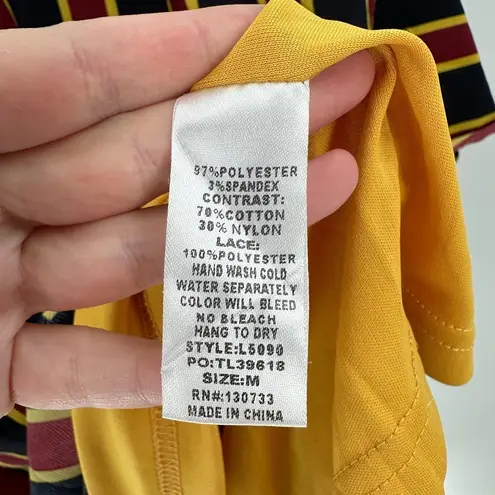 97%POLYESTER
3%SPANDEX
CONTRAST:
70%COTTON
30% NYLON
LACE:
100%POLYESTER
HAND WASH COLD
WATER SEPARATELY
COLOR WILL BLEED
NO BLEACH
HANG TO DRY
STYLE:L5090
PO:TL39618
SIZE:M
RN#:130733
MADE IN CHINA